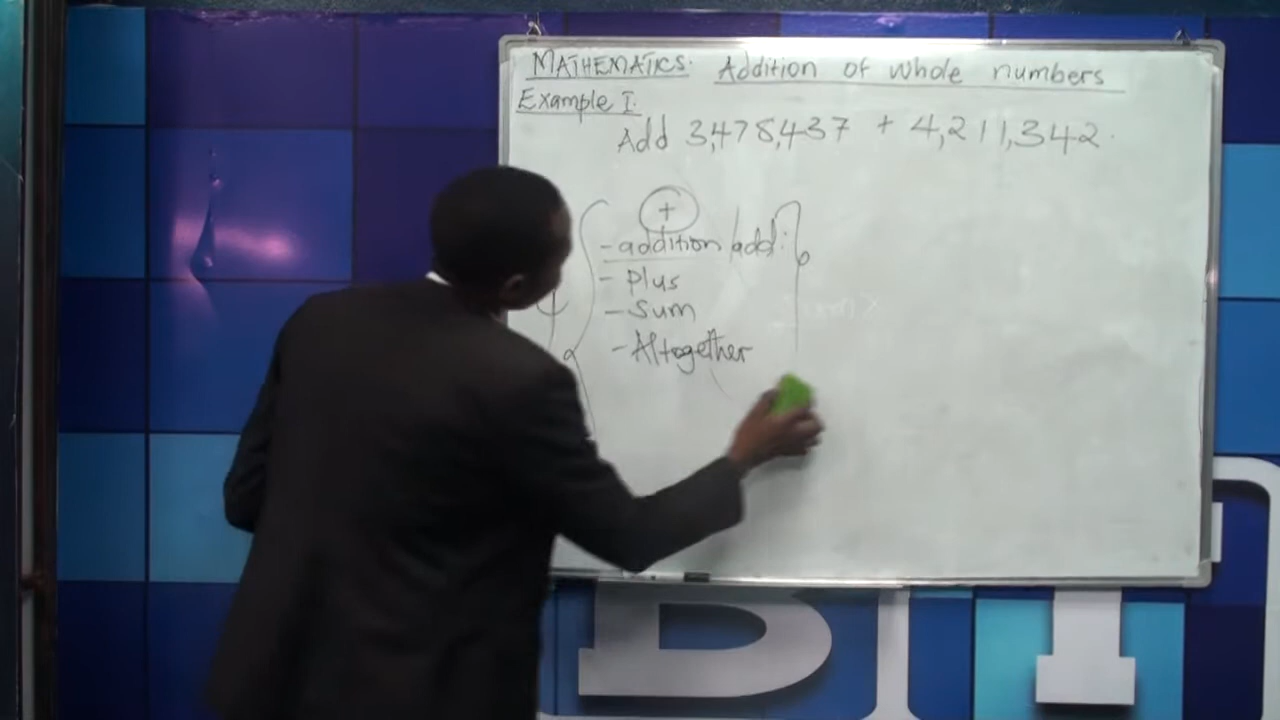 MATHEMATICS: Addition of whole numbers
Example I.
Add 3,478,437 + 4,211,342.
+
- addition / add:
- plus
- sum
- Altogether